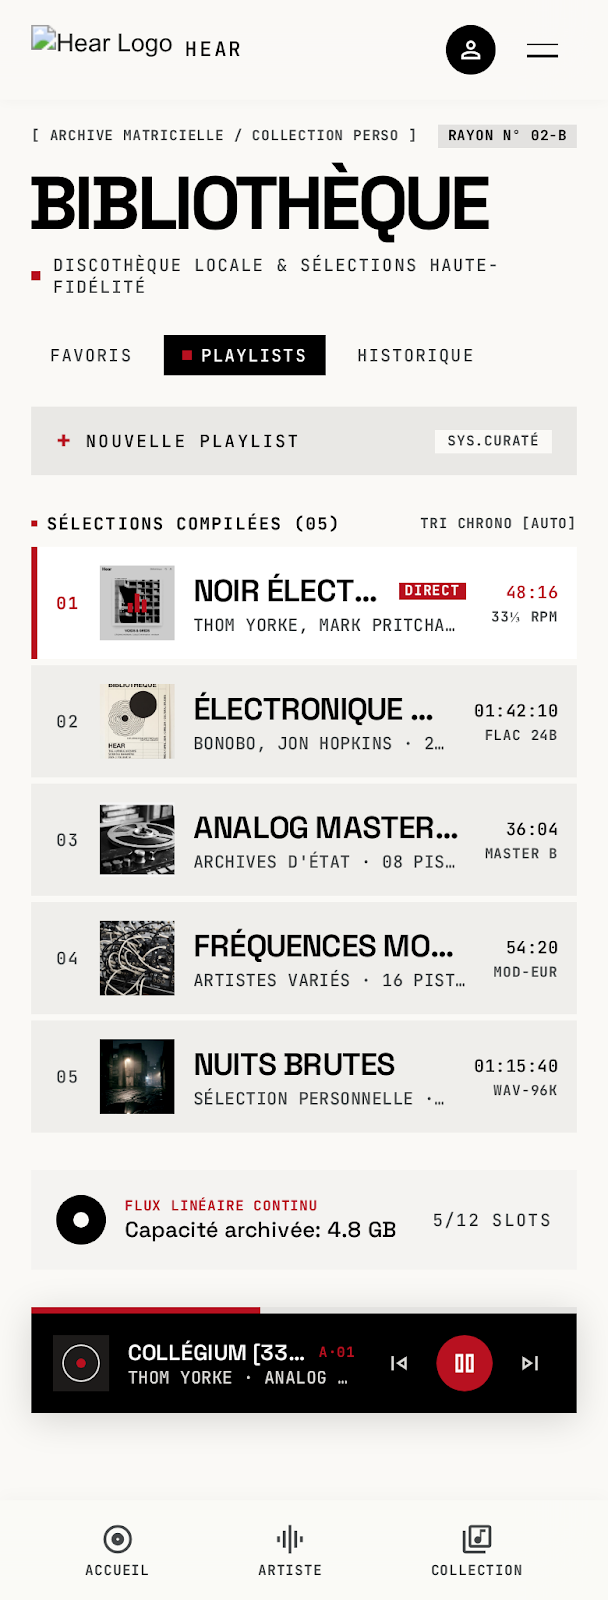 Hear Logo HEAR
[ ARCHIVE MATRICIELLE / COLLECTION PERSO ] RAYON N° 02-B
BIBLIOTHÈQUE
DISCOTHÈQUE LOCALE & SÉLECTIONS HAUTE-
FIDÉLITÉ
FAVORIS PLAYLISTS HISTORIQUE
+ NOUVELLE PLAYLIST SYS.CURATÉ
SÉLECTIONS COMPILÉES (05) TRI CHRONO [AUTO]
01 NOIR ÉLECT... DIRECT 48:16
THOM YORKE, MARK PRITCHA… 33⅓ RPM
BIBLIOTHEQUE
HEAR
02 ÉLECTRONIQUE ... 01:42:10
BONOBO, JON HOPKINS · 2… FLAC 24B
03 ANALOG MASTER... 36:04
ARCHIVES D'ÉTAT · 08 PIS… MASTER B
04 FRÉQUENCES MO... 54:20
ARTISTES VARIÉS · 16 PIST… MOD-EUR
05 NUITS BRUTES 01:15:40
SÉLECTION PERSONNELLE ·… WAV-96K
FLUX LINÉAIRE CONTINU
Capacité archivée: 4.8 GB 5/12 SLOTS
COLLÉGIUM [33... A·01
THOM YORKE · ANALOG …
ACCUEIL ARTISTE COLLECTION